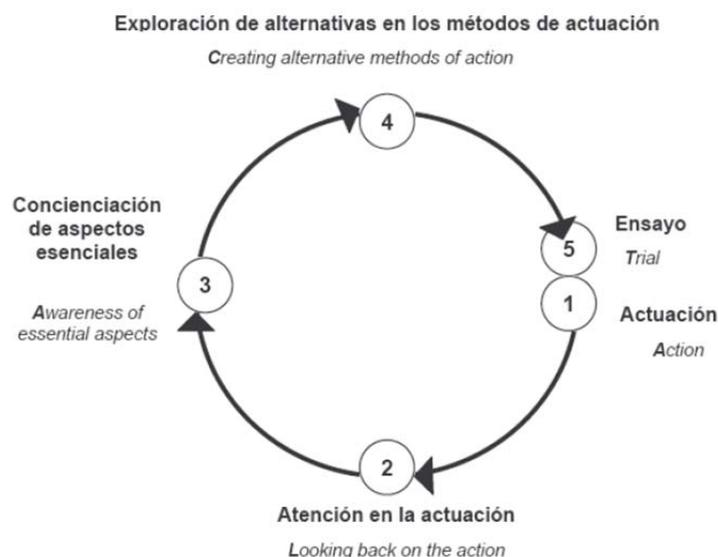 Exploración de alternativas en los métodos de actuación
Creating alternative methods of action
4
Concienciación
de aspectos
esenciales
3
Awareness of
essential aspects
Ensayo
5
Trial
1
Actuación
Action
2
Atención en la actuación
Looking back on the action